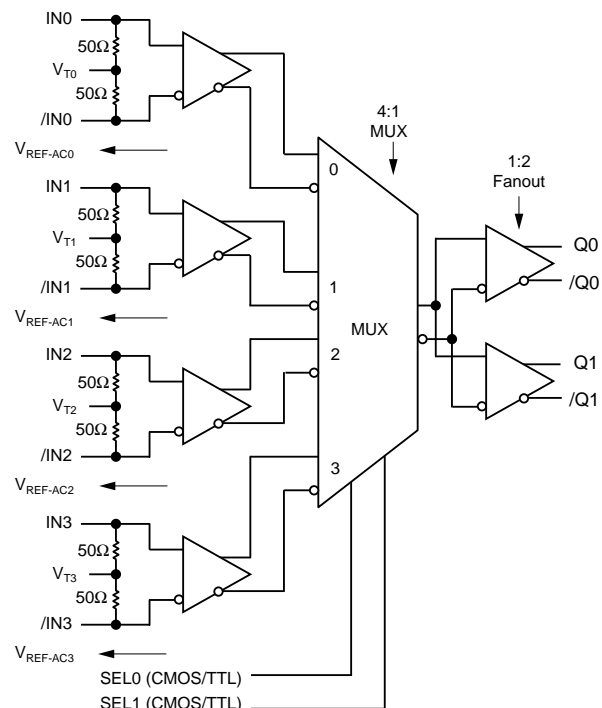 IN0
50Ω
VT0
50Ω
/IN0
VREF-AC0
IN1
50Ω
VT1
50Ω
/IN1
VREF-AC1
IN2
50Ω
VT2
50Ω
/IN2
VREF-AC2
IN3
50Ω
VT3
50Ω
/IN3
VREF-AC3
SEL0 (CMOS/TTL)
SEL1 (CMOS/TTL)
4:1
MUX
0
1
2
3
MUX
1:2
Fanout
Q0
/Q0
Q1
/Q1